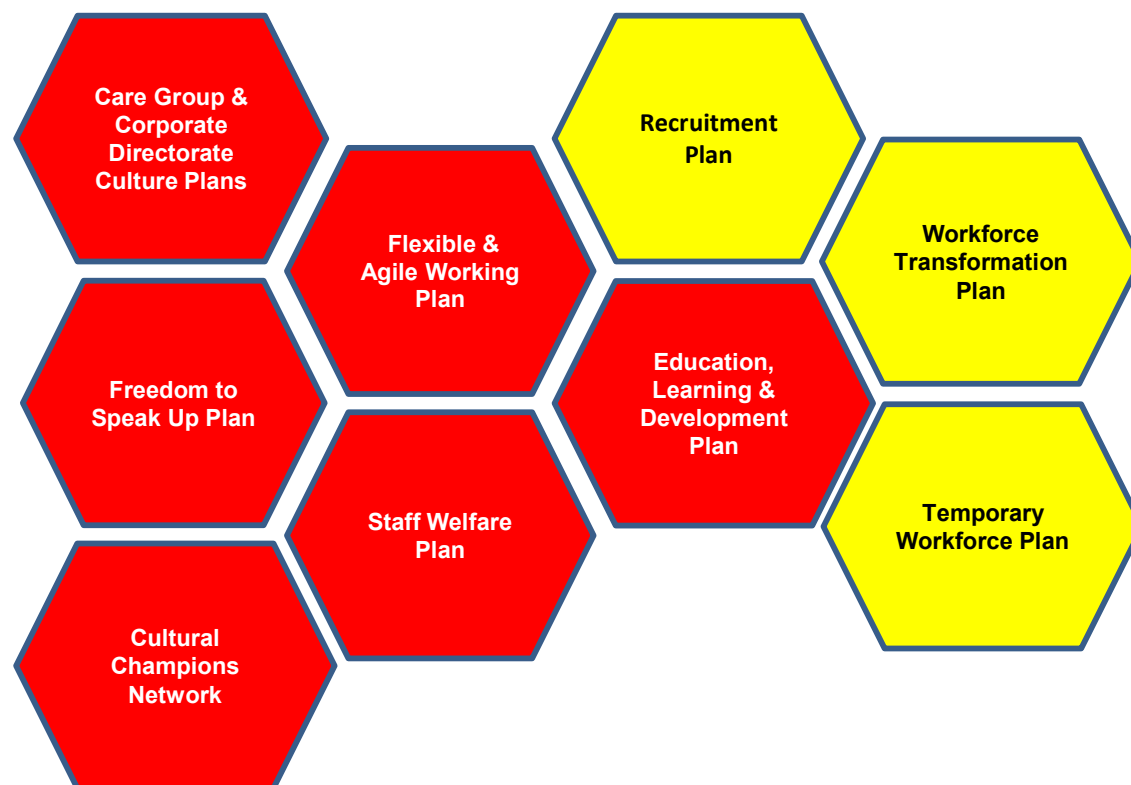 Care Group &
Corporate
Directorate
Culture Plans
Freedom to
Speak Up Plan
Cultural
Champions
Network
Flexible &
Agile Working
Plan
Staff Welfare
Plan
Recruitment
Plan
Education,
Learning &
Development
Plan
Workforce
Transformation
Plan
Temporary
Workforce Plan